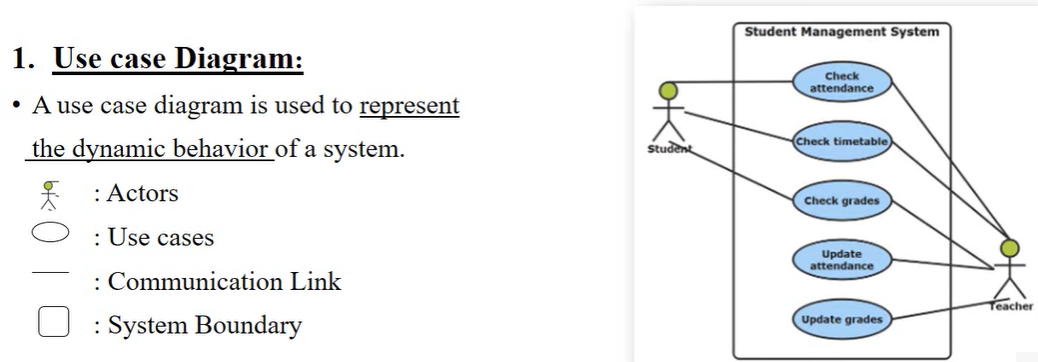 1. Use case Diagram:
• A use case diagram is used to represent
the dynamic behavior of a system.
: Actors
: Use cases
: Communication Link
: System Boundary
Student Management System
Check
attendance
Student
Check timetable
Check grades
Update
attendance
Teacher
Update grades